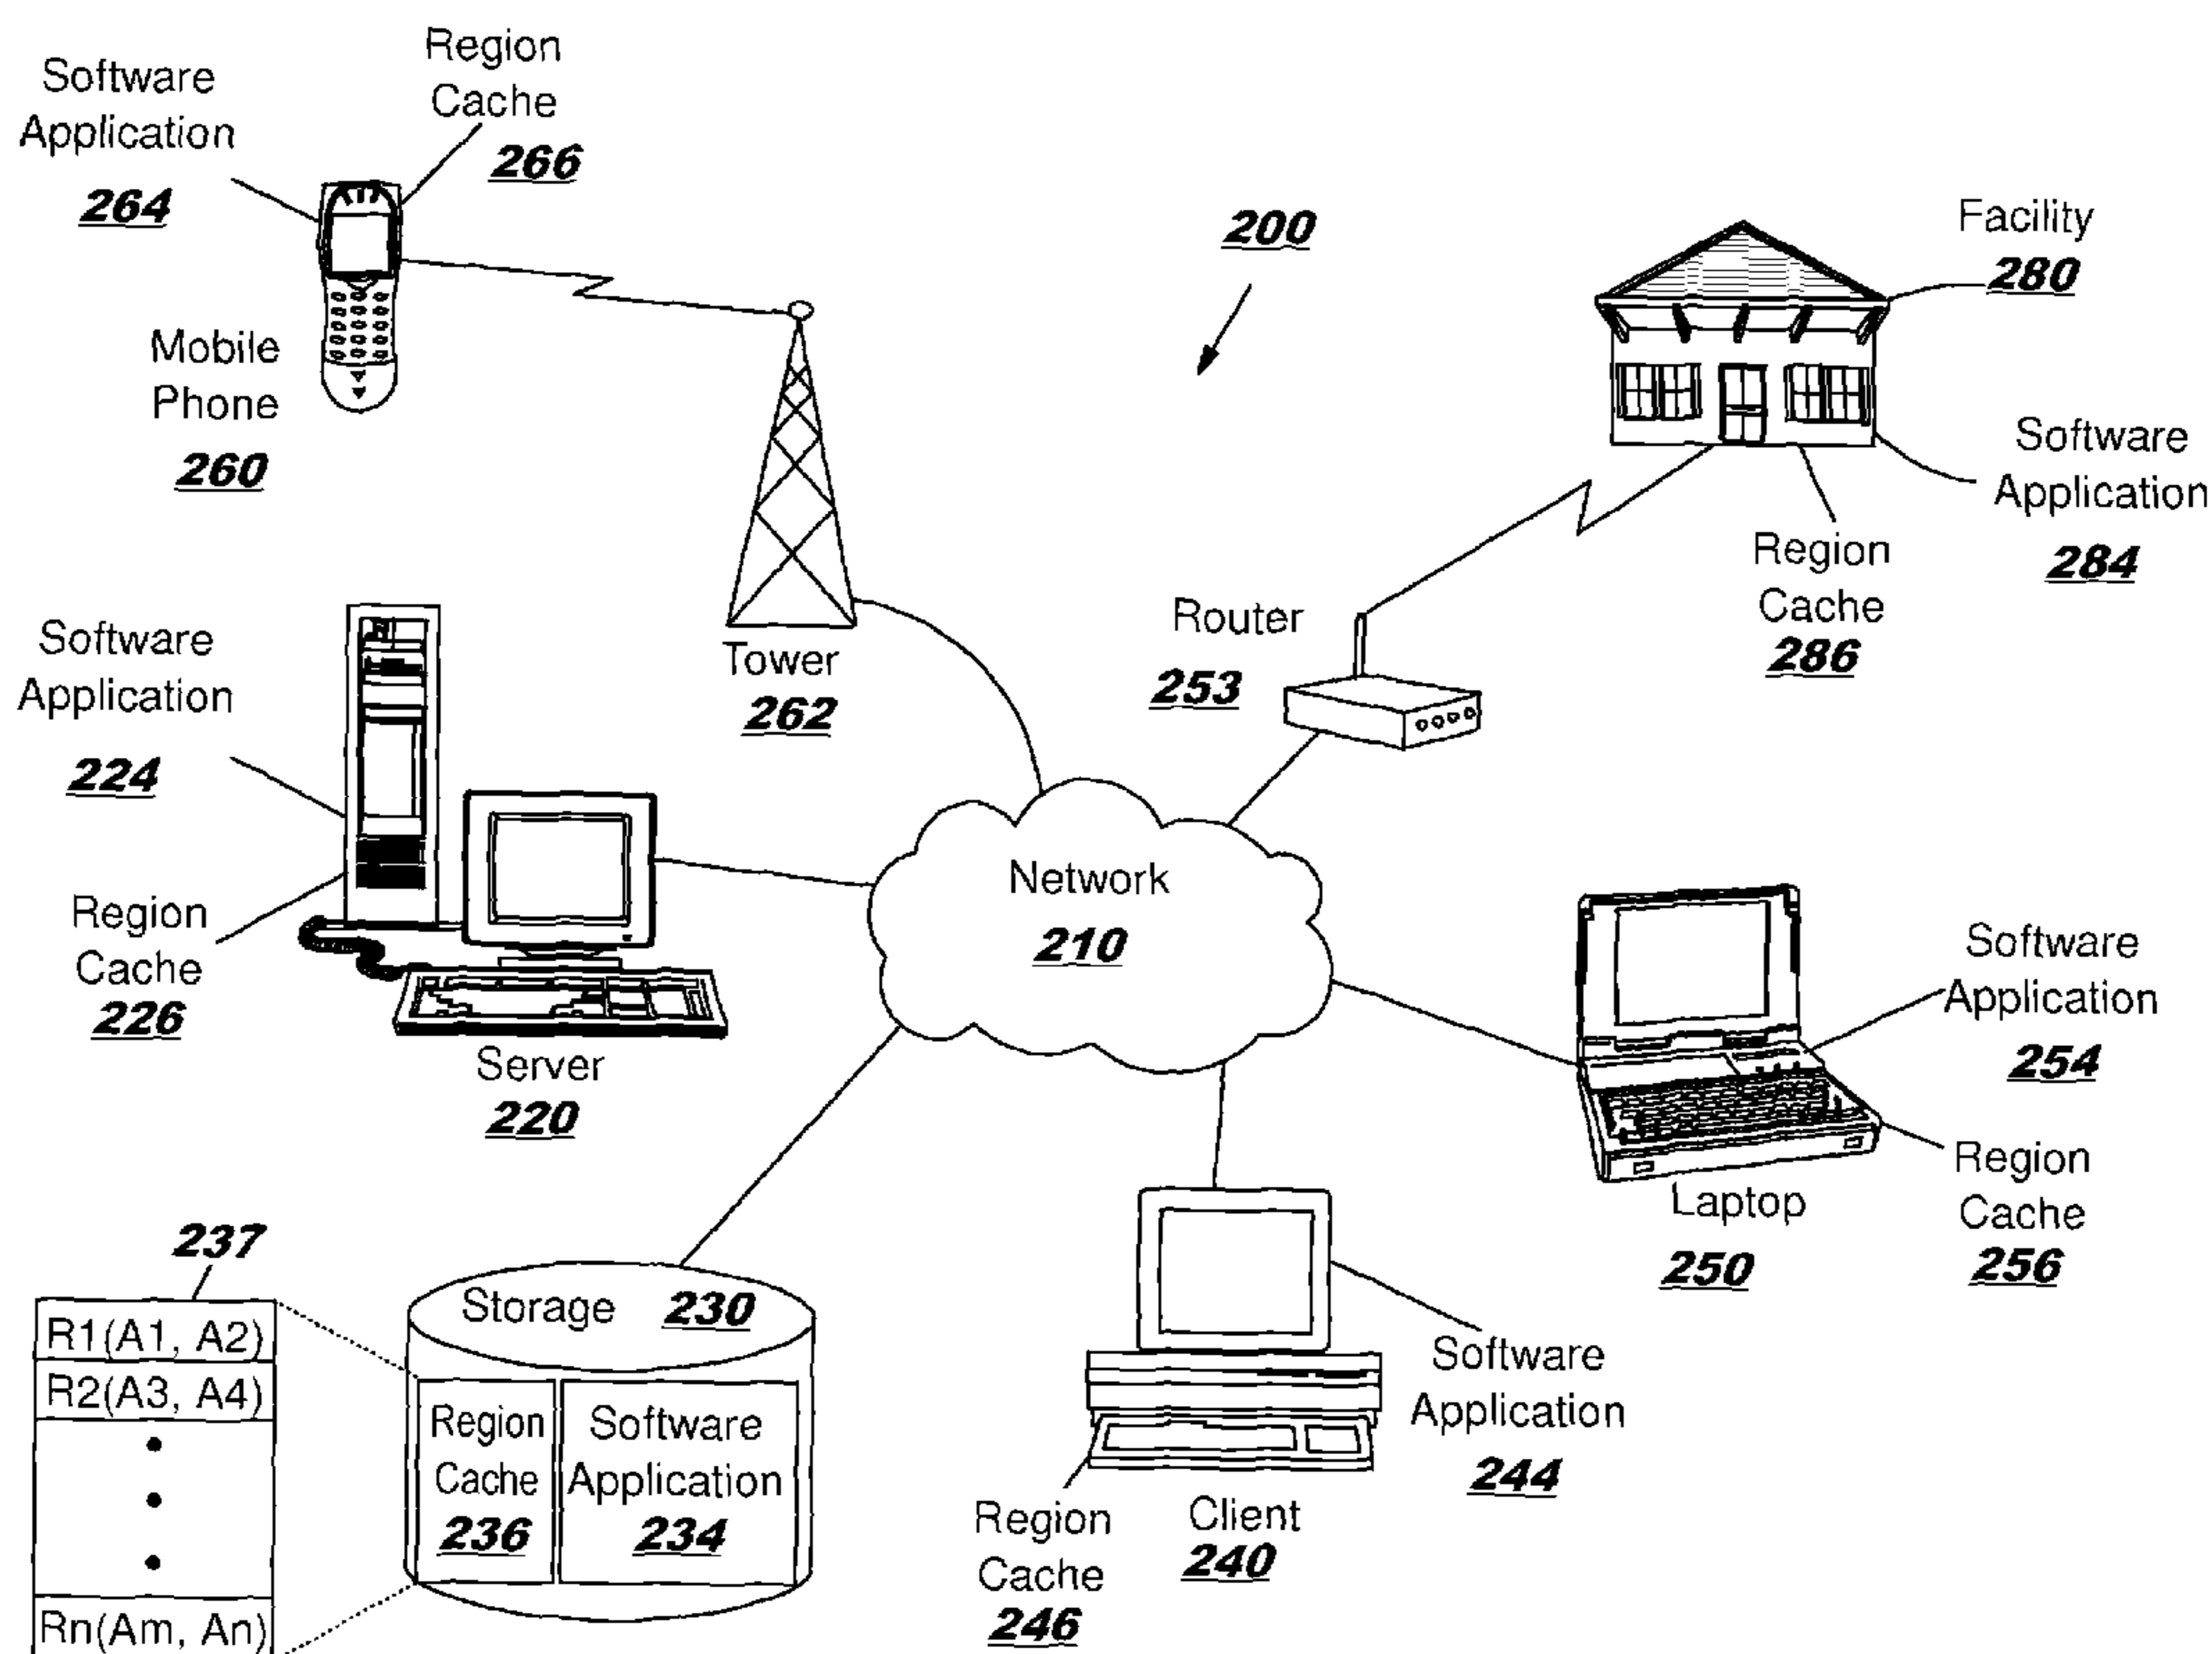 Software
Application
264
Region
Cache
266
Mobile
Phone
260
200
Facility
280
Software
Application
284
Region
Cache
286
Tower
262
Router
253
Software
Application
224
Region
Cache
226
Server
220
Network
210
Software
Application
254
Region
Cache
256
Laptop
250
237
R1(A1, A2)
R2(A3, A4)
Rn(Am, An)
Storage 230
Region
Cache
236
Software
Application
234
Software
Application
244
Region
Cache
246
Client
240